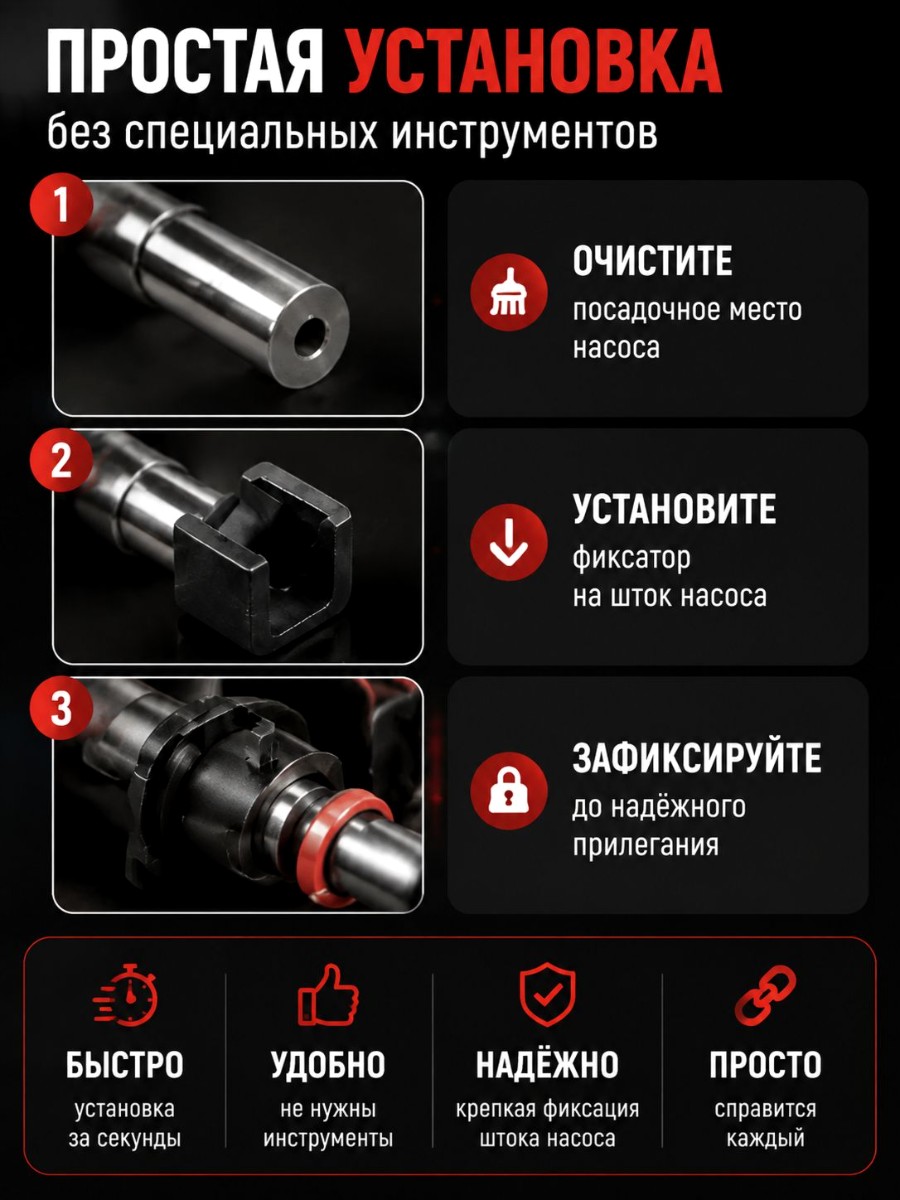 ПРОСТАЯ УСТАНОВКА
без специальных инструментов
1
ОЧИСТИТЕ
посадочное место
насоса
2
УСТАНОВИТЕ
фиксатор
на шток насоса
3
ЗАФИКСИРУЙТЕ
до надёжного
прилегания
БЫСТРО
установка
за секунды
УДОБНО
не нужны
инструменты
НАДЁЖНО
крепкая фиксация
штока насоса
ПРОСТО
справится
каждый